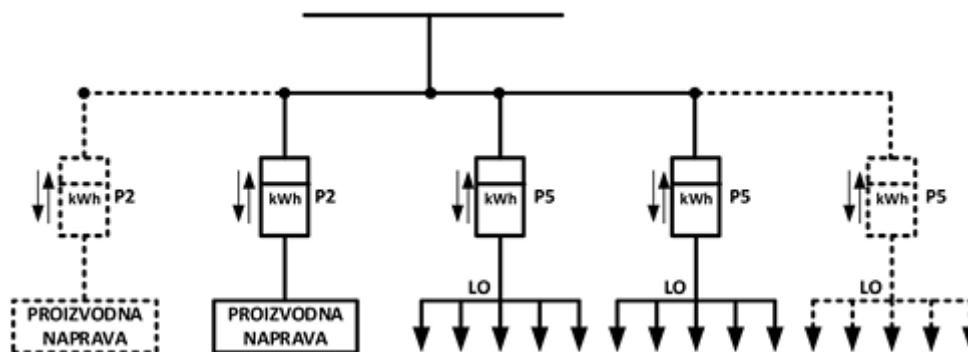 kWh P2
kWh P2
kWh P5
kWh P5
kWh P5
LO
LO
LO
PROIZVODNA
NAPRAVA
PROIZVODNA
NAPRAVA